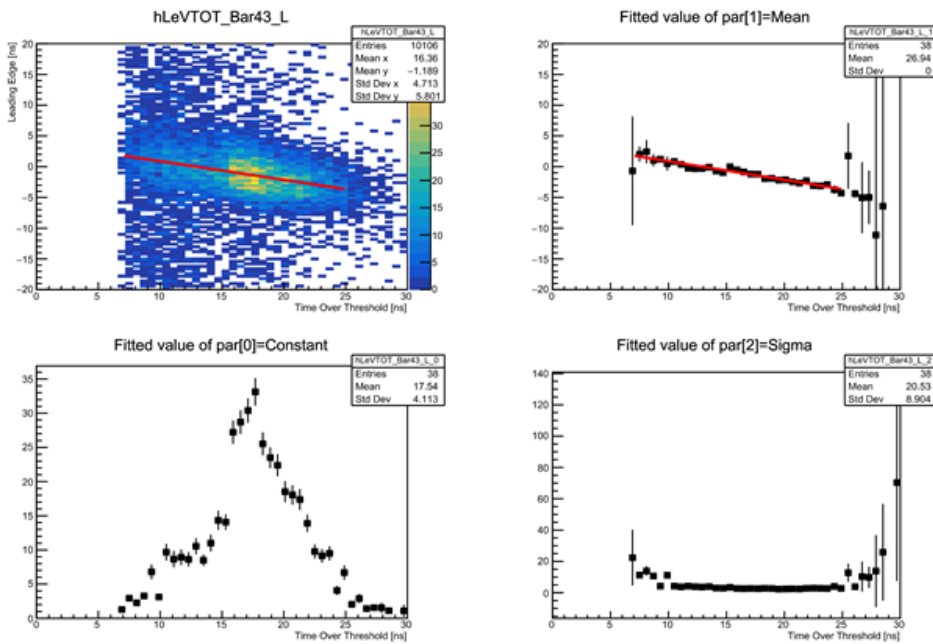 hLeVTOT_Bar43_L
Leading Edge [ns]
20
15
10
5
0
−5
−10
−15
−20
0 5 10 15 20 25 30
Time Over Threshold [ns]
hLeVTOT_Bar43_L
Entries 10106
Mean x 16.36
Mean y −1.189
Std Dev x 4.713
Std Dev y 5.801
30
25
20
15
10
5
0
Fitted value of par[1]=Mean
20
15
10
5
0
−5
−10
−15
−20
0 5 10 15 20 25 30
Time Over Threshold [ns]
hLeVTOT_Bar43_L_1
Entries 38
Mean 26.94
Std Dev 0
Fitted value of par[0]=Constant
35
30
25
20
15
10
5
0
0 5 10 15 20 25 30
Time Over Threshold [ns]
hLeVTOT_Bar43_L_0
Entries 38
Mean 17.54
Std Dev 4.113
Fitted value of par[2]=Sigma
140
120
100
80
60
40
20
0
0 5 10 15 20 25 30
Time Over Threshold [ns]
hLeVTOT_Bar43_L_2
Entries 38
Mean 20.53
Std Dev 8.904